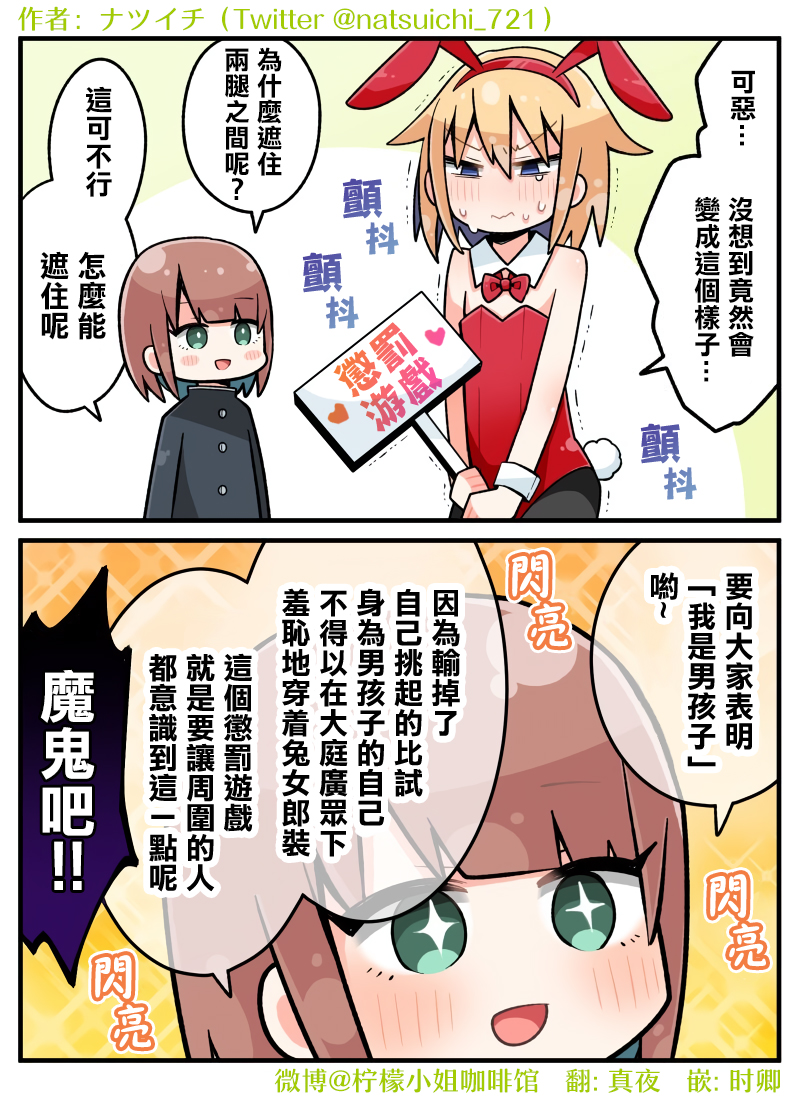 作者: ナツイチ（Twitter @natsuichi_721）
可惡…
沒想到竟然會
變成這個樣子…
為什麼遮住
兩腿之間呢？
這可不行
怎麼能
遮住呢
顫抖
顫抖
顫抖
懲罰
游戲
要向大家表明
「我是男孩子」
喲~
因為輸掉了
自己挑起的比試
身為男孩子的自己
不得以在大庭廣眾下
羞恥地穿着兔女郎裝
這個懲罰遊戲
就是要讓周圍的人
都意識到這一點呢
魔鬼吧!!
閃亮
閃亮
閃亮
微博@柠檬小姐咖啡馆 翻: 真夜 嵌: 时卿